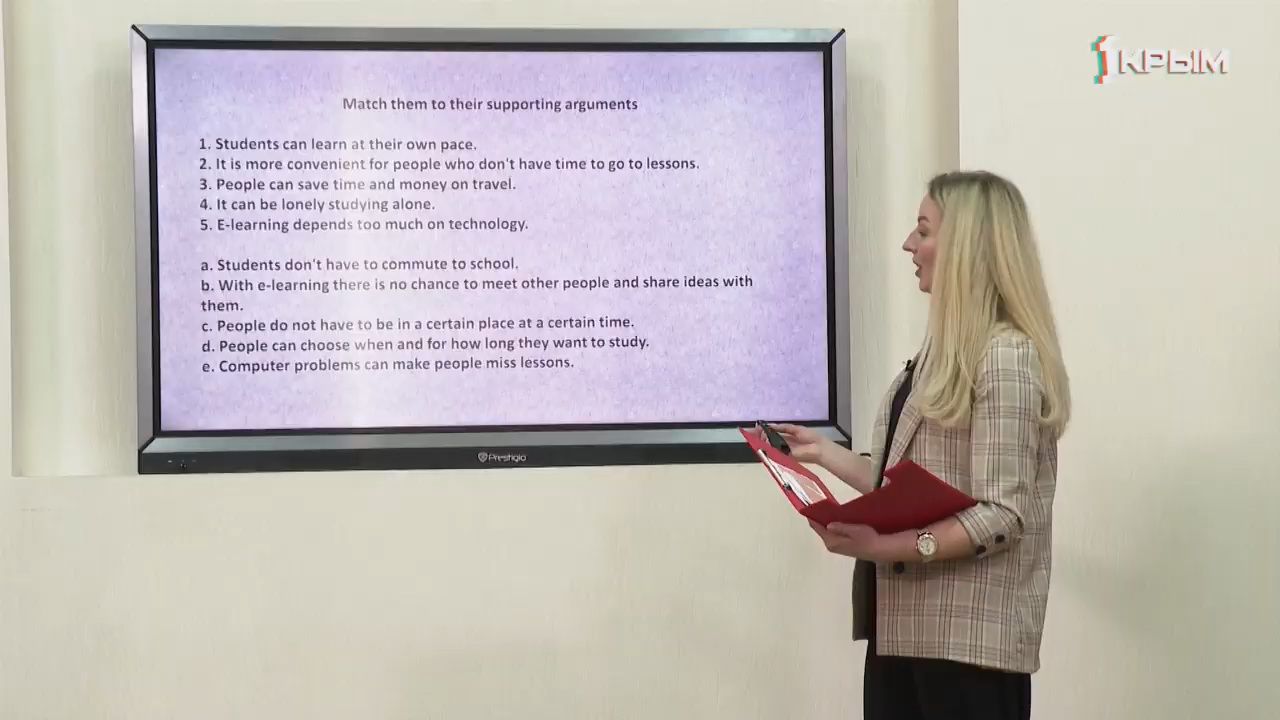 1КРЫМ
Match them to their supporting arguments
1. Students can learn at their own pace.
2. It is more convenient for people who don't have time to go to lessons.
3. People can save time and money on travel.
4. It can be lonely studying alone.
5. E-learning depends too much on technology.
a. Students don't have to commute to school.
b. With e-learning there is no chance to meet other people and share ideas with
them.
c. People do not have to be in a certain place at a certain time.
d. People can choose when and for how long they want to study.
e. Computer problems can make people miss lessons.
Prestigio